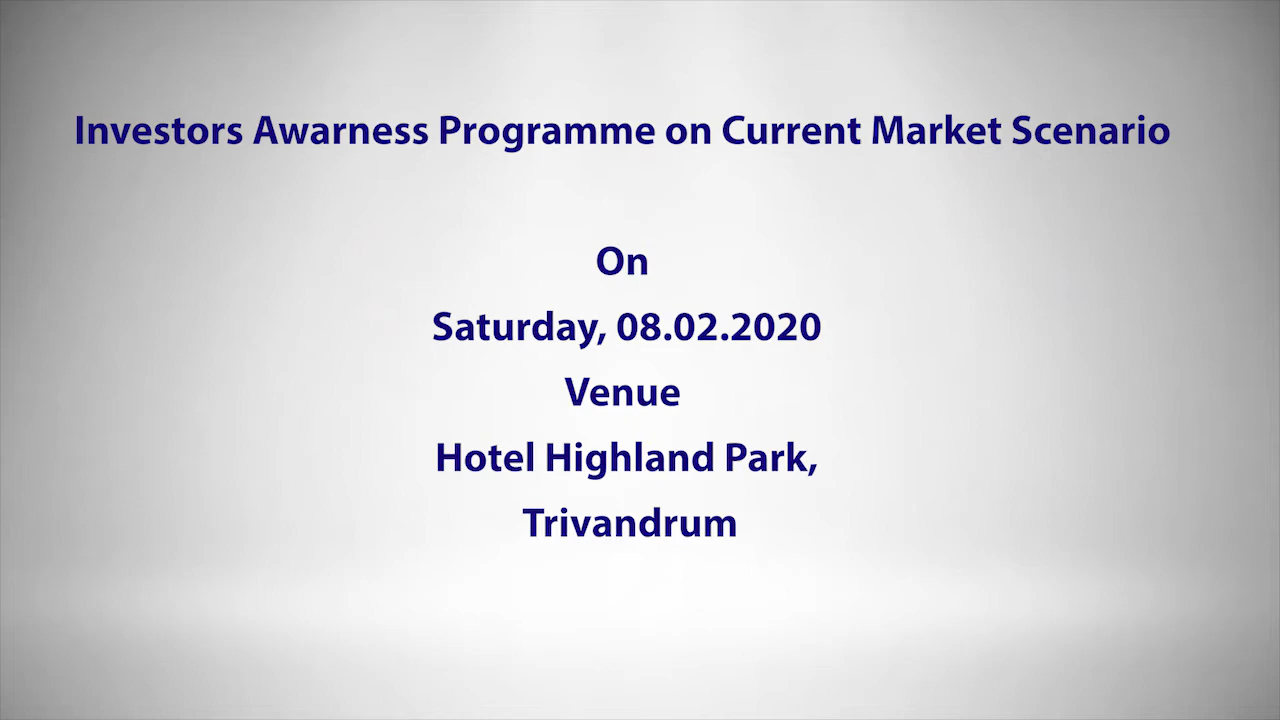 Investors Awarness Programme on Current Market Scenario
On
Saturday, 08.02.2020
Venue
Hotel Highland Park,
Trivandrum